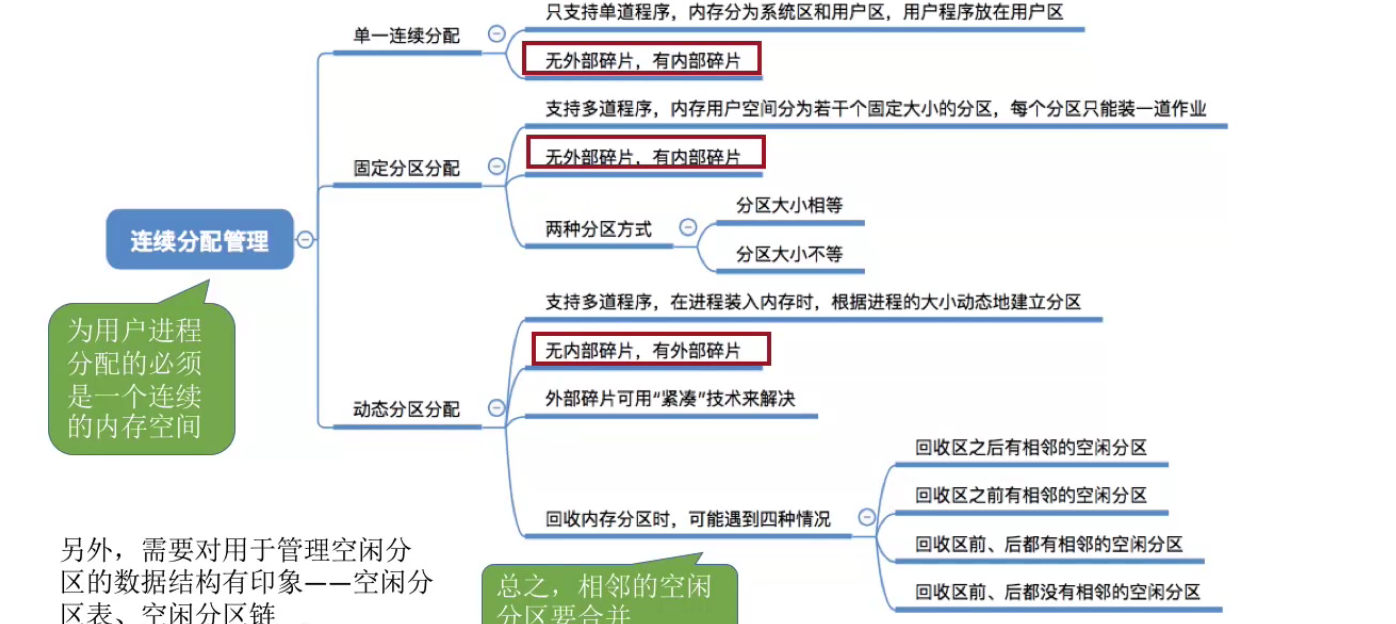 只支持单道程序，内存分为系统区和用户区，用户程序放在用户区
单一连续分配
无外部碎片，有内部碎片
支持多道程序，内存用户空间分为若干个固定大小的分区，每个分区只能装一道作业
无外部碎片，有内部碎片
固定分区分配
两种分区方式
分区大小相等
分区大小不等
连续分配管理
为用户进程
分配的必须
是一个连续
的内存空间
支持多道程序，在进程装入内存时，根据进程的大小动态地建立分区
无内部碎片，有外部碎片
外部碎片可用“紧凑”技术来解决
动态分区分配
回收内存分区时，可能遇到四种情况
回收区之后有相邻的空闲分区
回收区之前有相邻的空闲分区
回收区前、后都有相邻的空闲分区
回收区前、后都没有相邻的空闲分区
另外，需要对用于管理空闲分
区的数据结构有印象——空闲分
区表、空闲分区链
总之，相邻的空闲
分区要合并